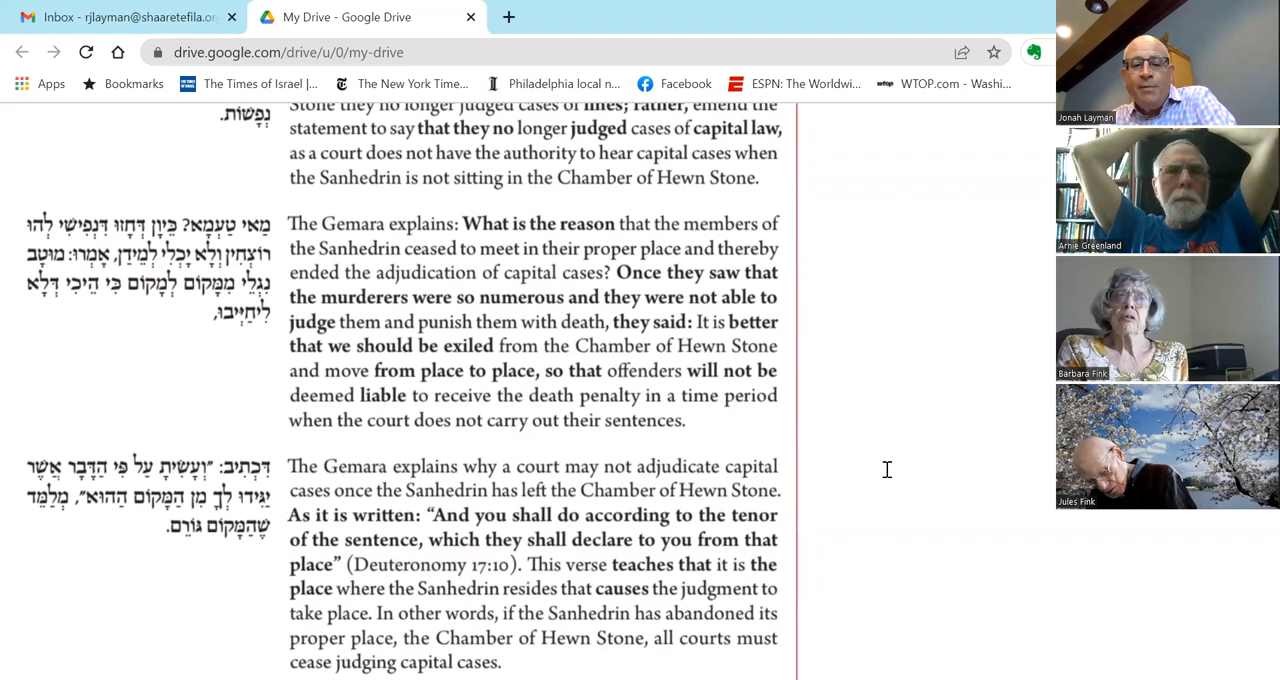 Inbox - rjlayman@shaaretefila.or
My Drive - Google Drive
drive.google.com/drive/u/0/my-drive
Apps
Bookmarks
The Times of Israel |...
The New York Time...
Philadelphia local n...
Facebook
ESPN: The Worldwi...
WTOP.com - Washi...
נְפָשׁוֹת.
Stone they no longer judged cases of fines; rather, emend the
statement to say that they no longer judged cases of capital law,
as a court does not have the authority to hear capital cases when
the Sanhedrin is not sitting in the Chamber of Hewn Stone.
מַאי טַעְמָא? כֵּיוָן דְּחָזוּ דִּנְפִישִׁי לְהוּ
רוֹצְחִין וְלָא יָכְלִי לְמֵידַן, אָמְרוּ: מוּטָב
נִגְלֵי מִמָּקוֹם לְמָקוֹם כִּי הֵיכִי דְּלָא
לִיחַיְּיבוּ,
The Gemara explains: What is the reason that the members of
the Sanhedrin ceased to meet in their proper place and thereby
ended the adjudication of capital cases? Once they saw that
the murderers were so numerous and they were not able to
judge them and punish them with death, they said: It is better
that we should be exiled from the Chamber of Hewn Stone
and move from place to place, so that offenders will not be
deemed liable to receive the death penalty in a time period
when the court does not carry out their sentences.
דִּכְתִיב: "וְעָשִׂיתָ עַל פִּי הַדָּבָר אֲשֶׁר
יַגִּידוּ לְךָ מִן הַמָּקוֹם הַהוּא", מְלַמֵּד
שֶׁהַמָּקוֹם גּוֹרֵם.
The Gemara explains why a court may not adjudicate capital
cases once the Sanhedrin has left the Chamber of Hewn Stone.
As it is written: “And you shall do according to the tenor
of the sentence, which they shall declare to you from that
place” (Deuteronomy 17:10). This verse teaches that it is the
place where the Sanhedrin resides that causes the judgment to
take place. In other words, if the Sanhedrin has abandoned its
proper place, the Chamber of Hewn Stone, all courts must
cease judging capital cases.
Jonah Layman
Arnie Greenland
Barbara Fink
Jules Fink